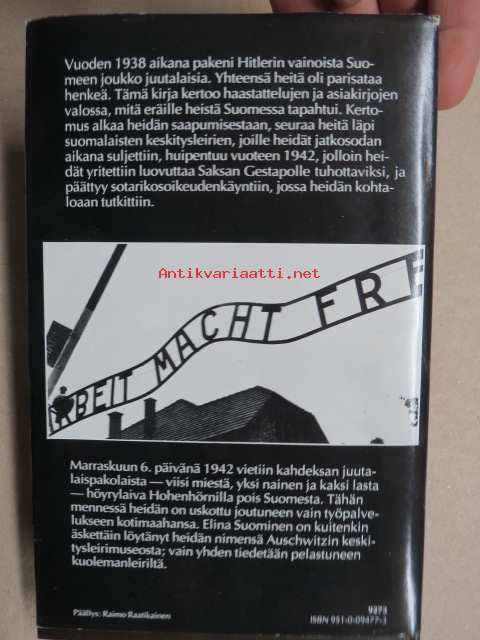 Vuoden 1938 aikana pakeni Hitlerin vainoista Suo-
meen joukko juutalaisia. Yhteensä heitä oli parisataa
henkeä. Tämä kirja kertoo haastattelujen ja asiakirjojen
valossa, mitä eräille heistä Suomessa tapahtui. Kerto-
mus alkaa heidän saapumisestaan, seuraa heitä läpi
suomalaisten keskitysleirien, joille heidät jatkosodan
aikana suljettiin, huipentuu vuoteen 1942, jolloin hei-
dät yritettiin luovuttaa Saksan Gestapolle tuhottaviksi, ja
päättyy sotarikosoikeudenkäyntiin, jossa heidän kohta-
loaan tutkittiin.
Antikvariaatti.net
ARBEIT MACHT FRE
Marraskuun 6. päivänä 1942 vietiin kahdeksan juuta-
laispakolaista — viisi miestä, yksi nainen ja kaksi lasta
— höyrylaiva Hohenhörnilla pois Suomesta. Tähän
mennessä heidän on uskottu joutuneen vain työpalve-
lukseen kotimaahansa. Elina Suominen on kuitenkin
äskettäin löytänyt heidän nimensä Auschwitzin keski-
tysleirimuseosta; vain yhden tiedetään pelastuneen
kuolemanleiriltä.
Päällys: Raimo Raatikainen
9273
ISBN 951-0-09477-3